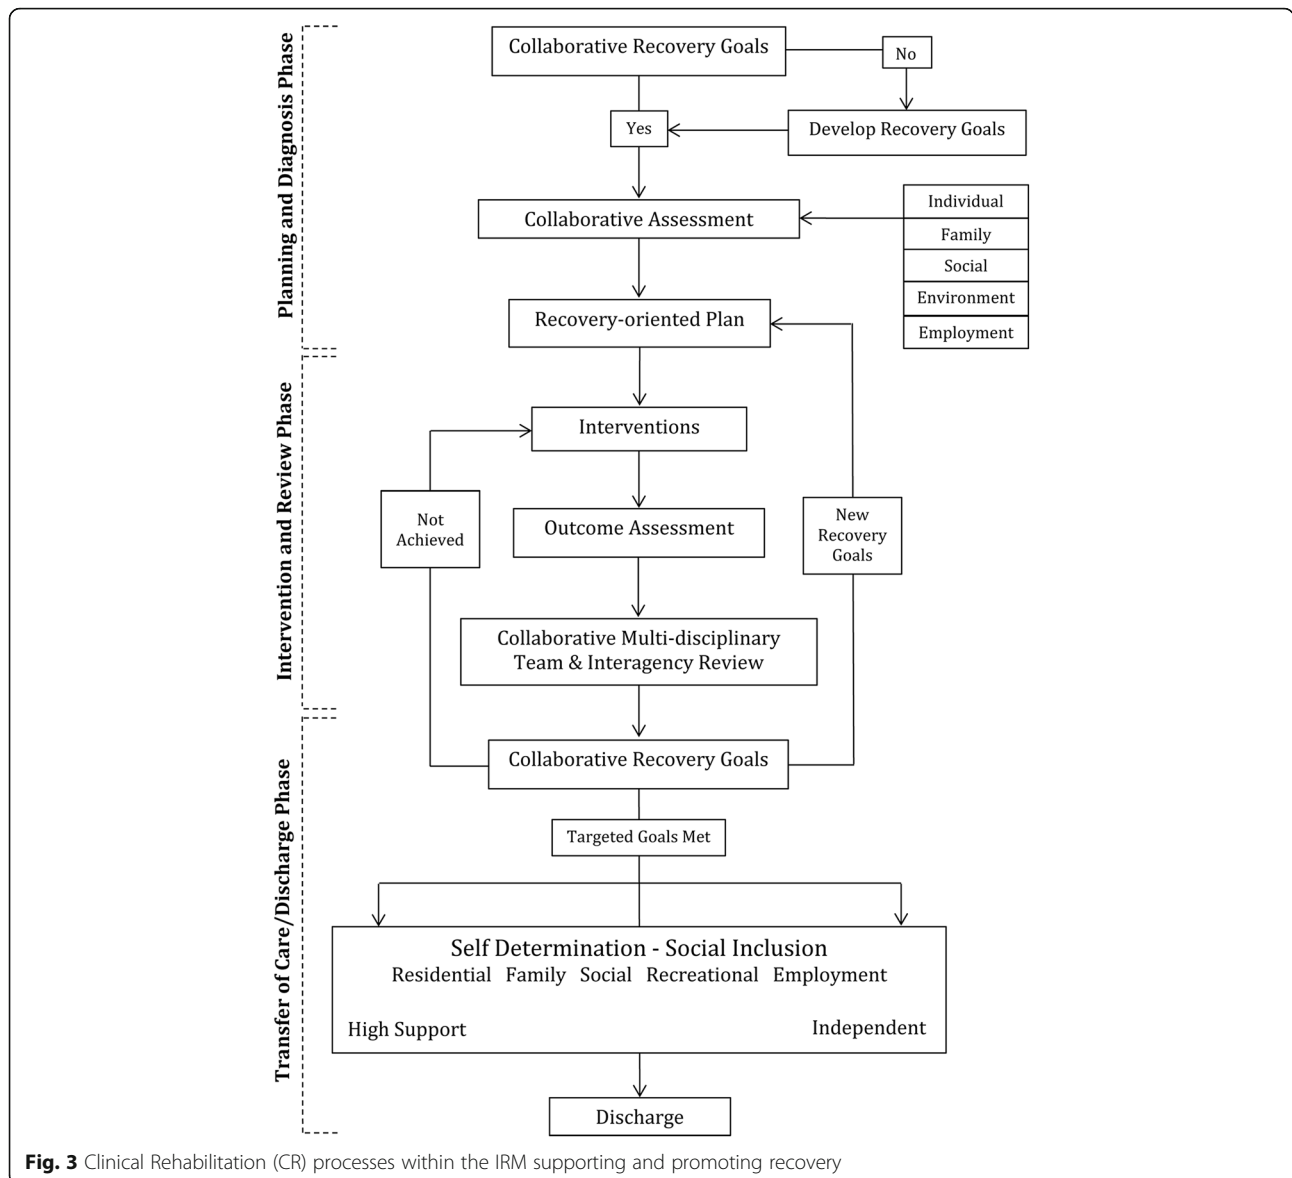 Planning and Diagnosis Phase
Collaborative Recovery Goals
No
Yes
Develop Recovery Goals
Collaborative Assessment
Individual
Family
Social
Environment
Employment
Recovery-oriented Plan
Intervention and Review Phase
Interventions
Not
Achieved
Outcome Assessment
New
Recovery
Goals
Collaborative Multi-disciplinary
Team & Interagency Review
Transfer of Care/Discharge Phase
Collaborative Recovery Goals
Targeted Goals Met
Self Determination - Social Inclusion
Residential Family Social Recreational Employment
High Support
Independent
Discharge
Fig. 3 Clinical Rehabilitation (CR) processes within the IRM supporting and promoting recovery